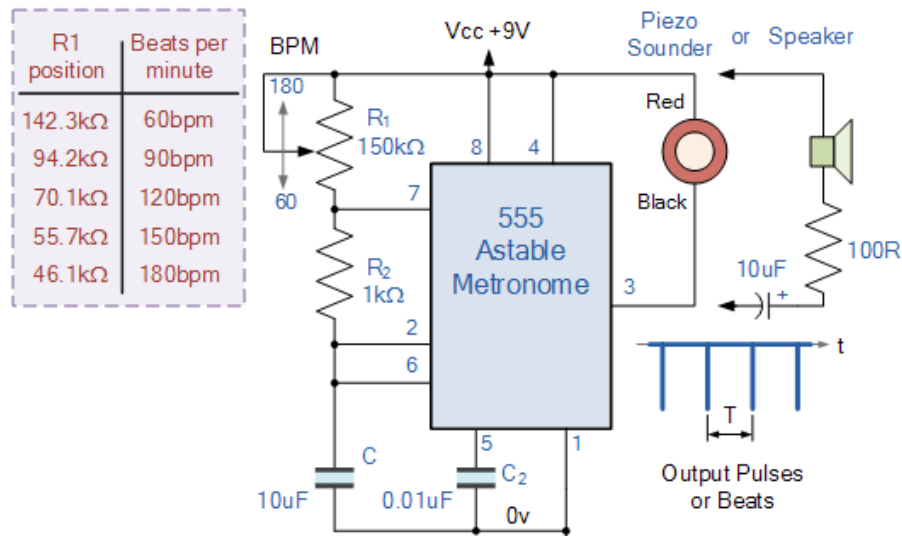 R1 position
Beats per minute
142.3kΩ 60bpm
94.2kΩ 90bpm
70.1kΩ 120bpm
55.7kΩ 150bpm
46.1kΩ 180bpm
BPM
180
60
R₁
150kΩ
R₂
1kΩ
Vcc +9V
8
4
7
2
6
3
5
1
555
Astable
Metronome
C
10uF
C₂
0.01uF
0v
Piezo
Sounder
or Speaker
Red
Black
100R
10uF
+
t
T
Output Pulses
or Beats